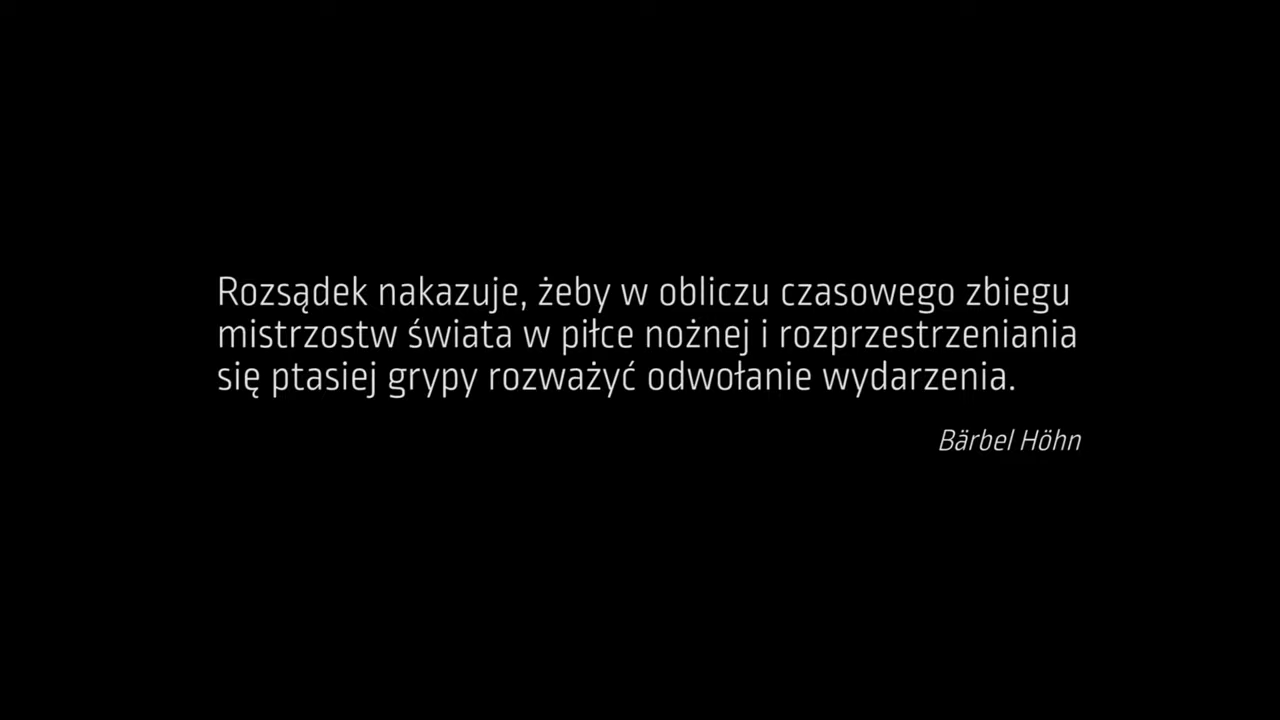 Rozsądek nakazuje, żeby w obliczu czasowego zbiegu
mistrzostw świata w piłce nożnej i rozprzestrzeniania
się ptasiej grypy rozważyć odwołanie wydarzenia.
Bärbel Höhn